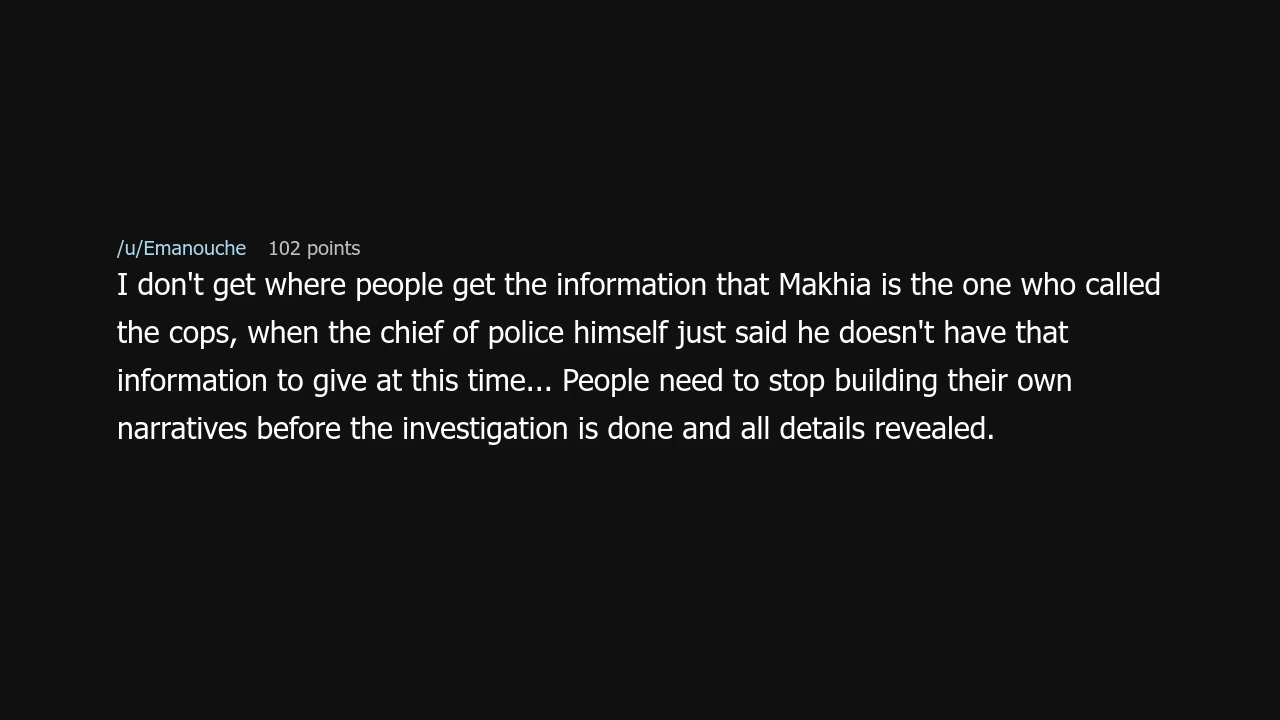 /u/Emanouche 102 points
I don't get where people get the information that Makhia is the one who called
the cops, when the chief of police himself just said he doesn't have that
information to give at this time... People need to stop building their own
narratives before the investigation is done and all details revealed.